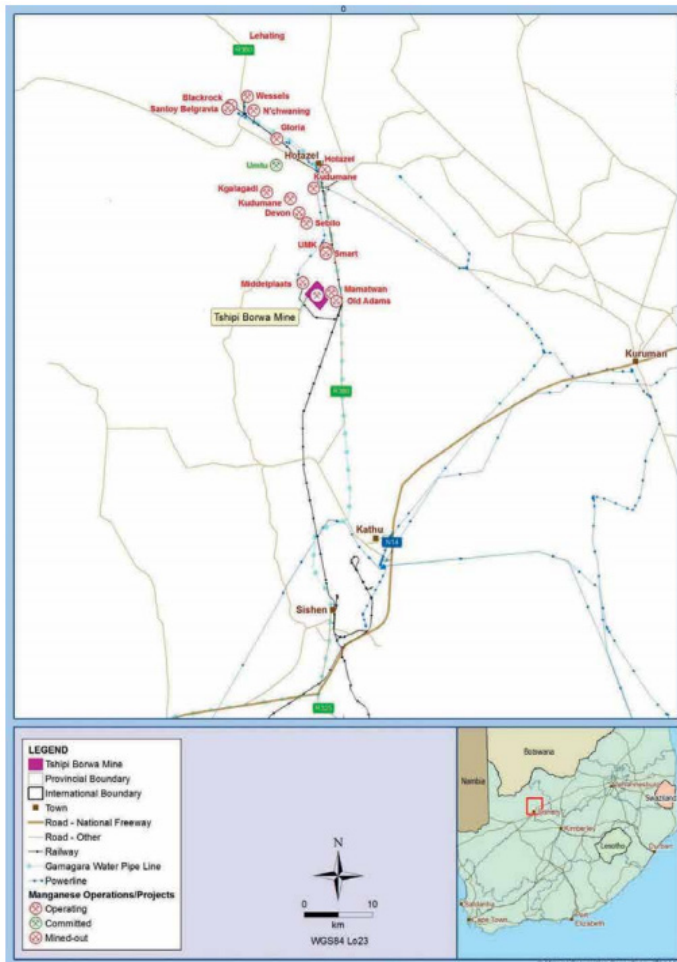 0
Lehating
R380
Wessels
Blackrock
Santoy Belgravia
N'chwaning
Gloria
Hotazel
Hotazel
Umtu
Kudumane
Kgalagadi
Kudumane
Devon
Sebilo
UMK
Smart
Middelplaats
Mamatwan
Old Adams
Tshipi Borwa Mine
Kuruman
R380
Kathu
N14
Sishen
R325
LEGEND
Tshipi Borwa Mine
Provincial Boundary
International Boundary
Town
Road - National Freeway
Road - Other
Railway
Gamagara Water Pipe Line
Powerline
Manganese Operations/Projects
Operating
Committed
Mined-out
N
0 10
km
WGS84 Lo23
Botswana
Namibia
Johannesburg
Swaziland
Kimberley
Lesotho
Durban
Saldanha
Cape Town
Port
Elizabeth